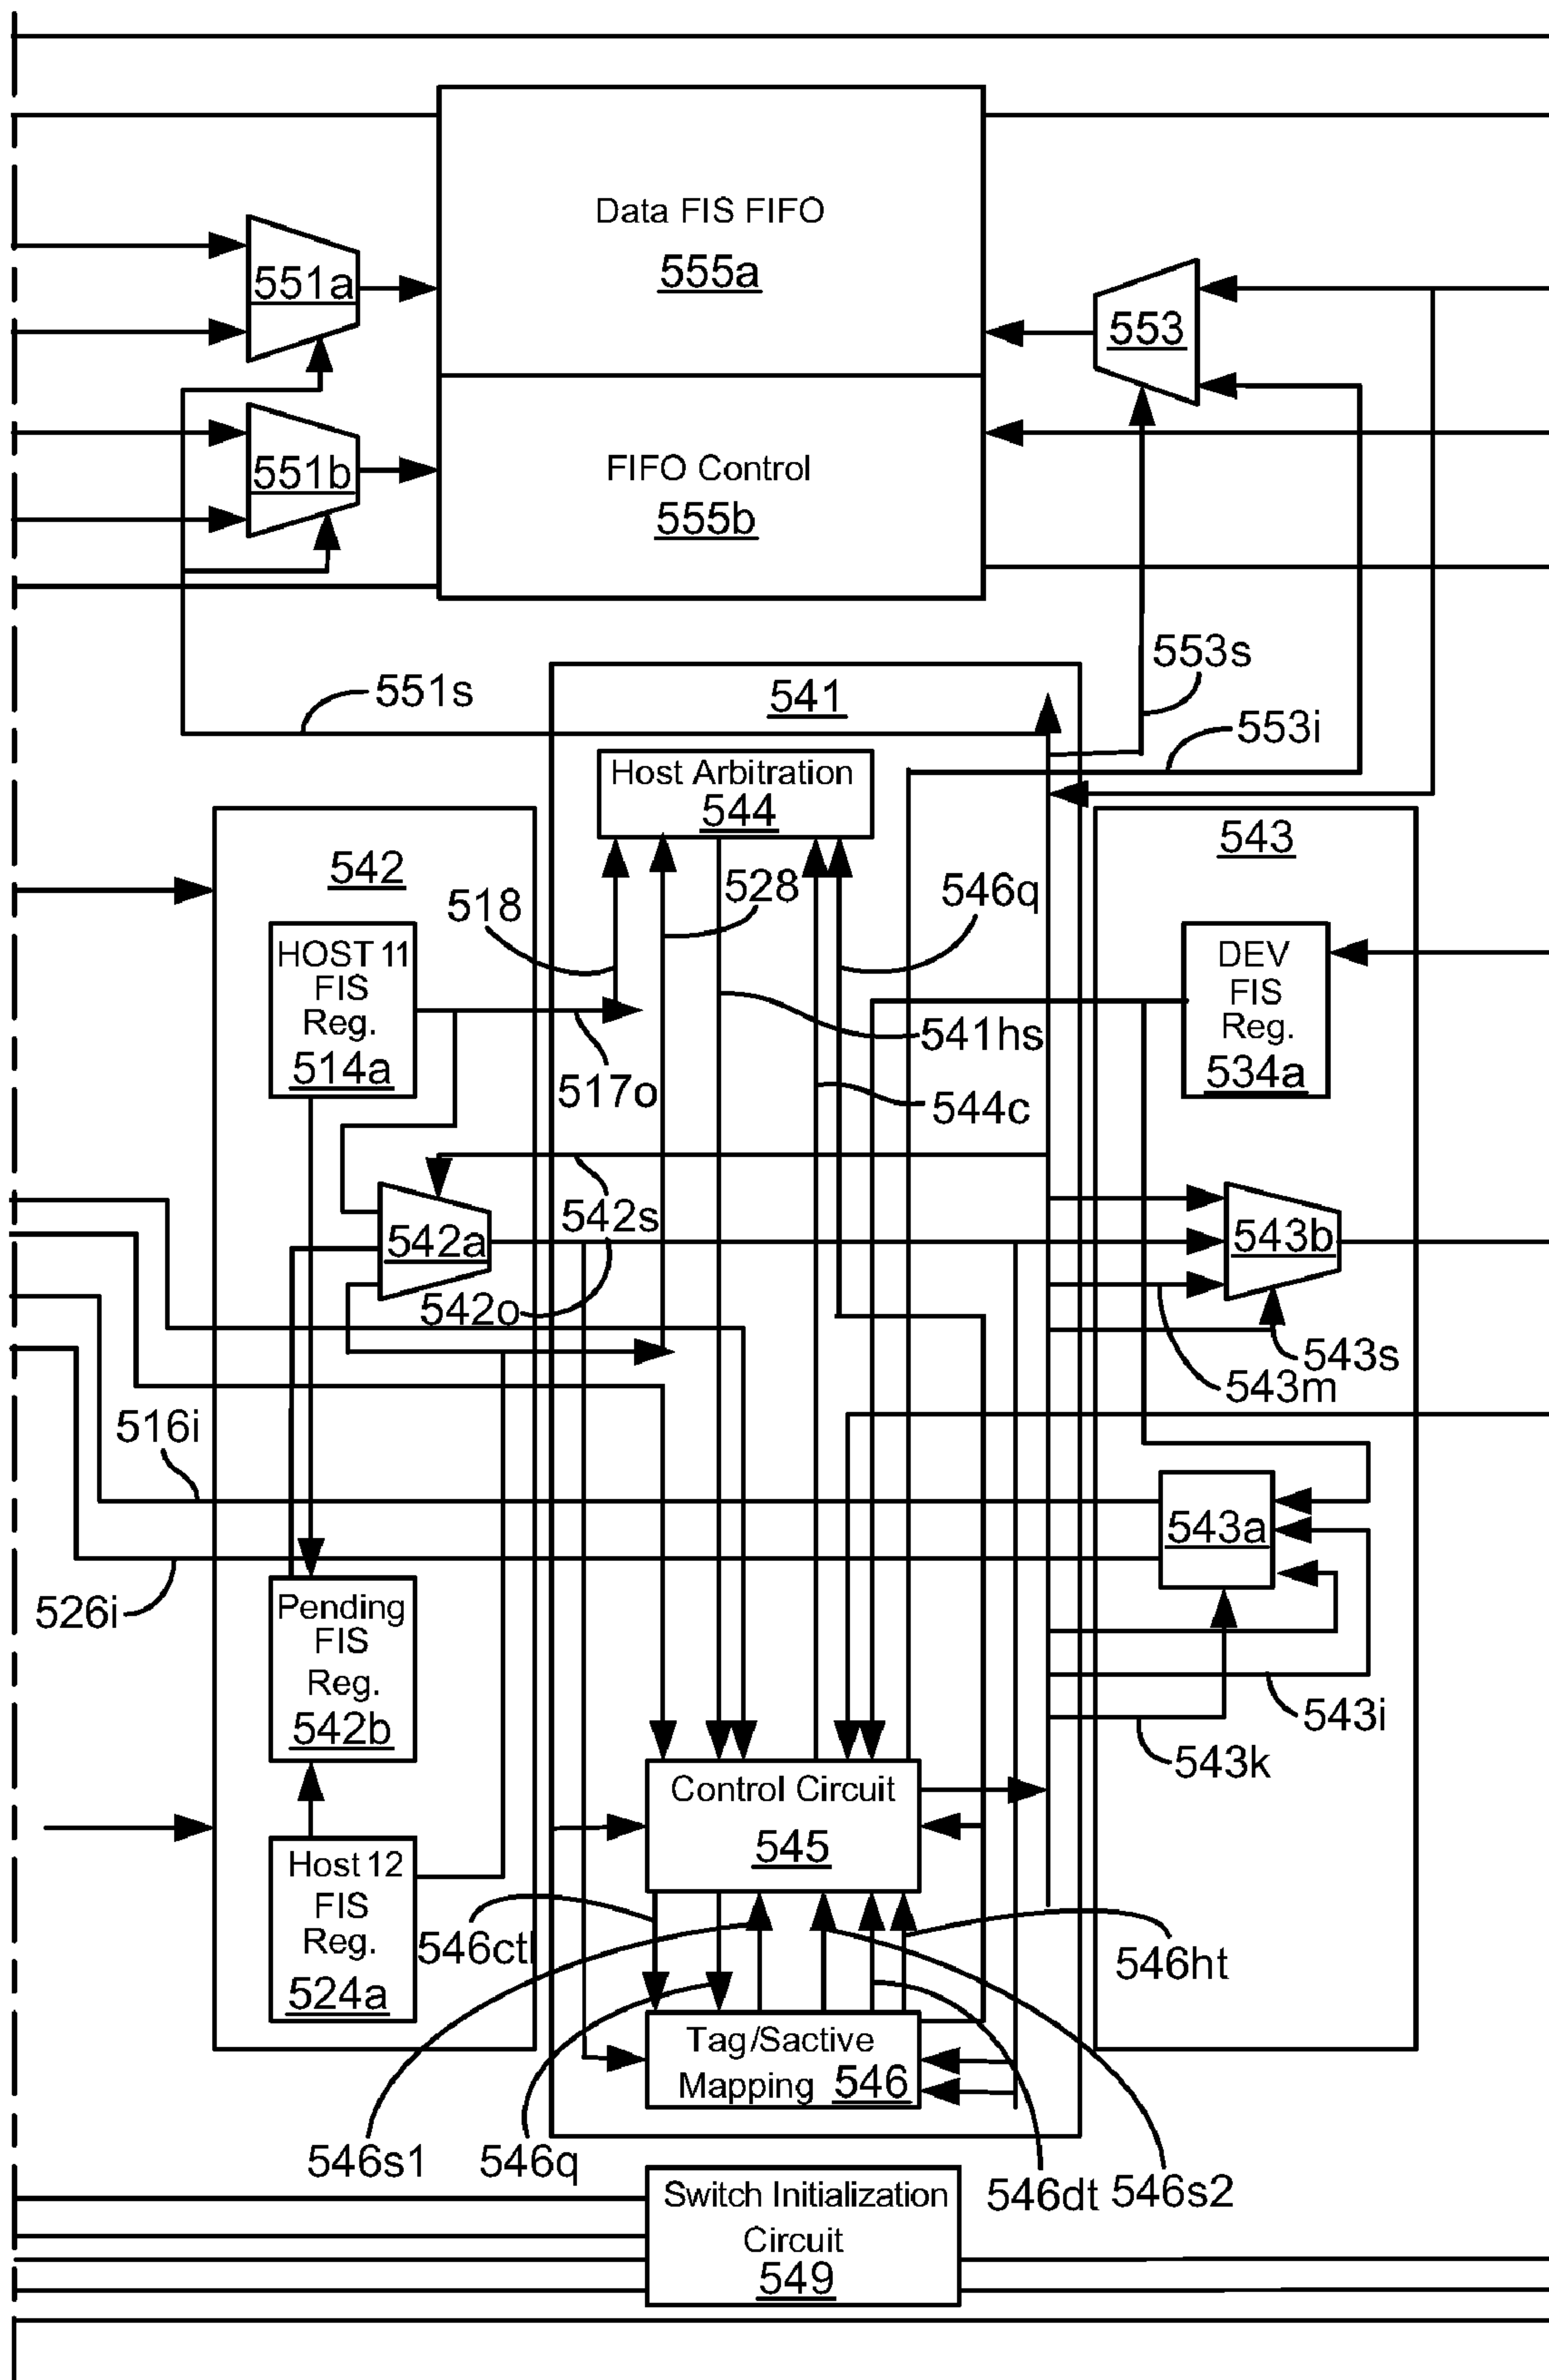 Data FIS FIFO
555a
551a
553
551b
FIFO Control
555b
553s
551s
541
553i
Host Arbitration
544
543
542
528
518
546q
HOST 11
FIS
Reg.
514a
DEV
FIS
Reg.
534a
541hs
517o
544c
542s
542a
543b
542o
543s
543m
516i
543a
526i
Pending
FIS
Reg.
542b
543i
543k
Control Circuit
545
Host 12
FIS
Reg.
524a
546ctl
546ht
Tag/Sactive
Mapping 546
546s1
546q
546dt
546s2
Switch Initialization
Circuit
549